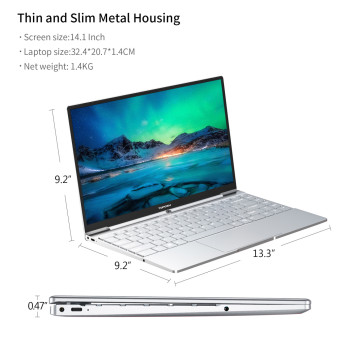 Thin and Slim Metal Housing
· Screen size:14.1 Inch
· Laptop size:32.4*20.7*1.4CM
· Net weight: 1.4KG
9.2"
9.2"
13.3"
0.47"